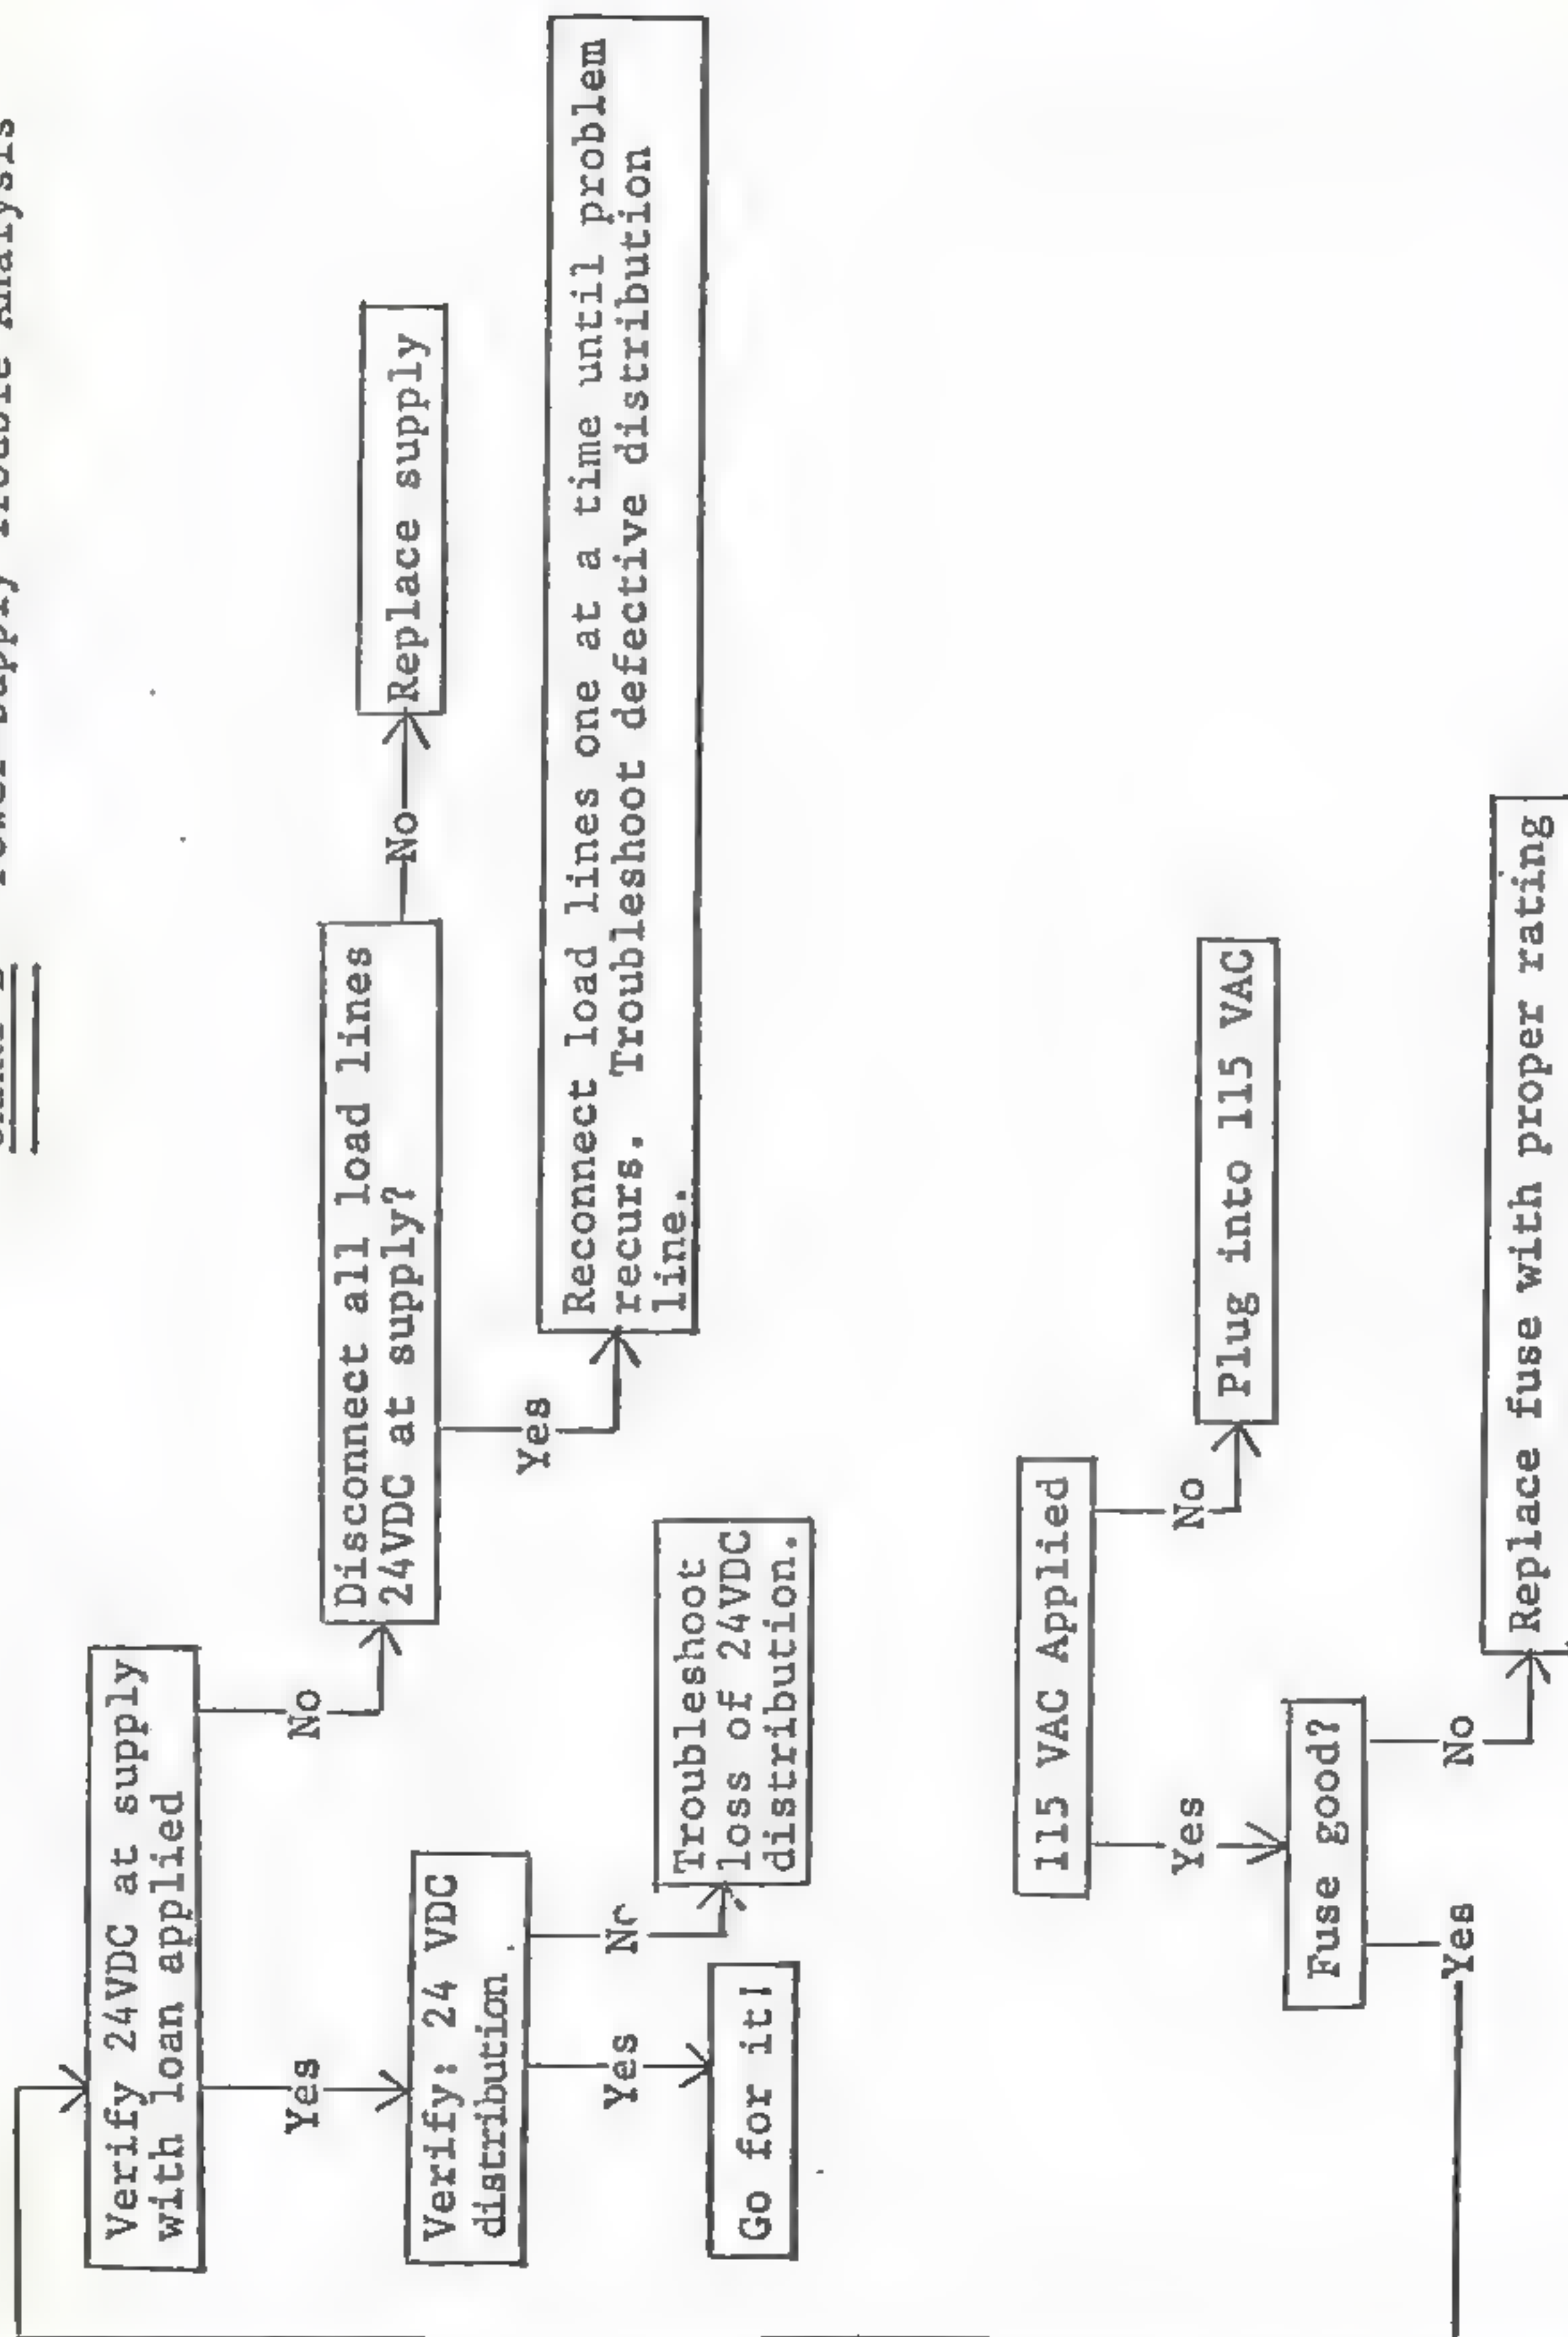 Power Supply Trouble Analysis
Verify 24VDC at supply
with loan applied
No
Yes
Disconnect all load lines
24VDC at supply?
No
Replace supply
Yes
Reconnect load lines one at a time until problem
recurs. Troubleshoot defective distribution
line.
Verify: 24 VDC
distribution
No
Troubleshoot
loss of 24VDC
distribution.
Yes
Go for it!
115 VAC Applied
No
Plug into 115 VAC
Yes
Fuse good?
No
Replace fuse with proper rating
Yes